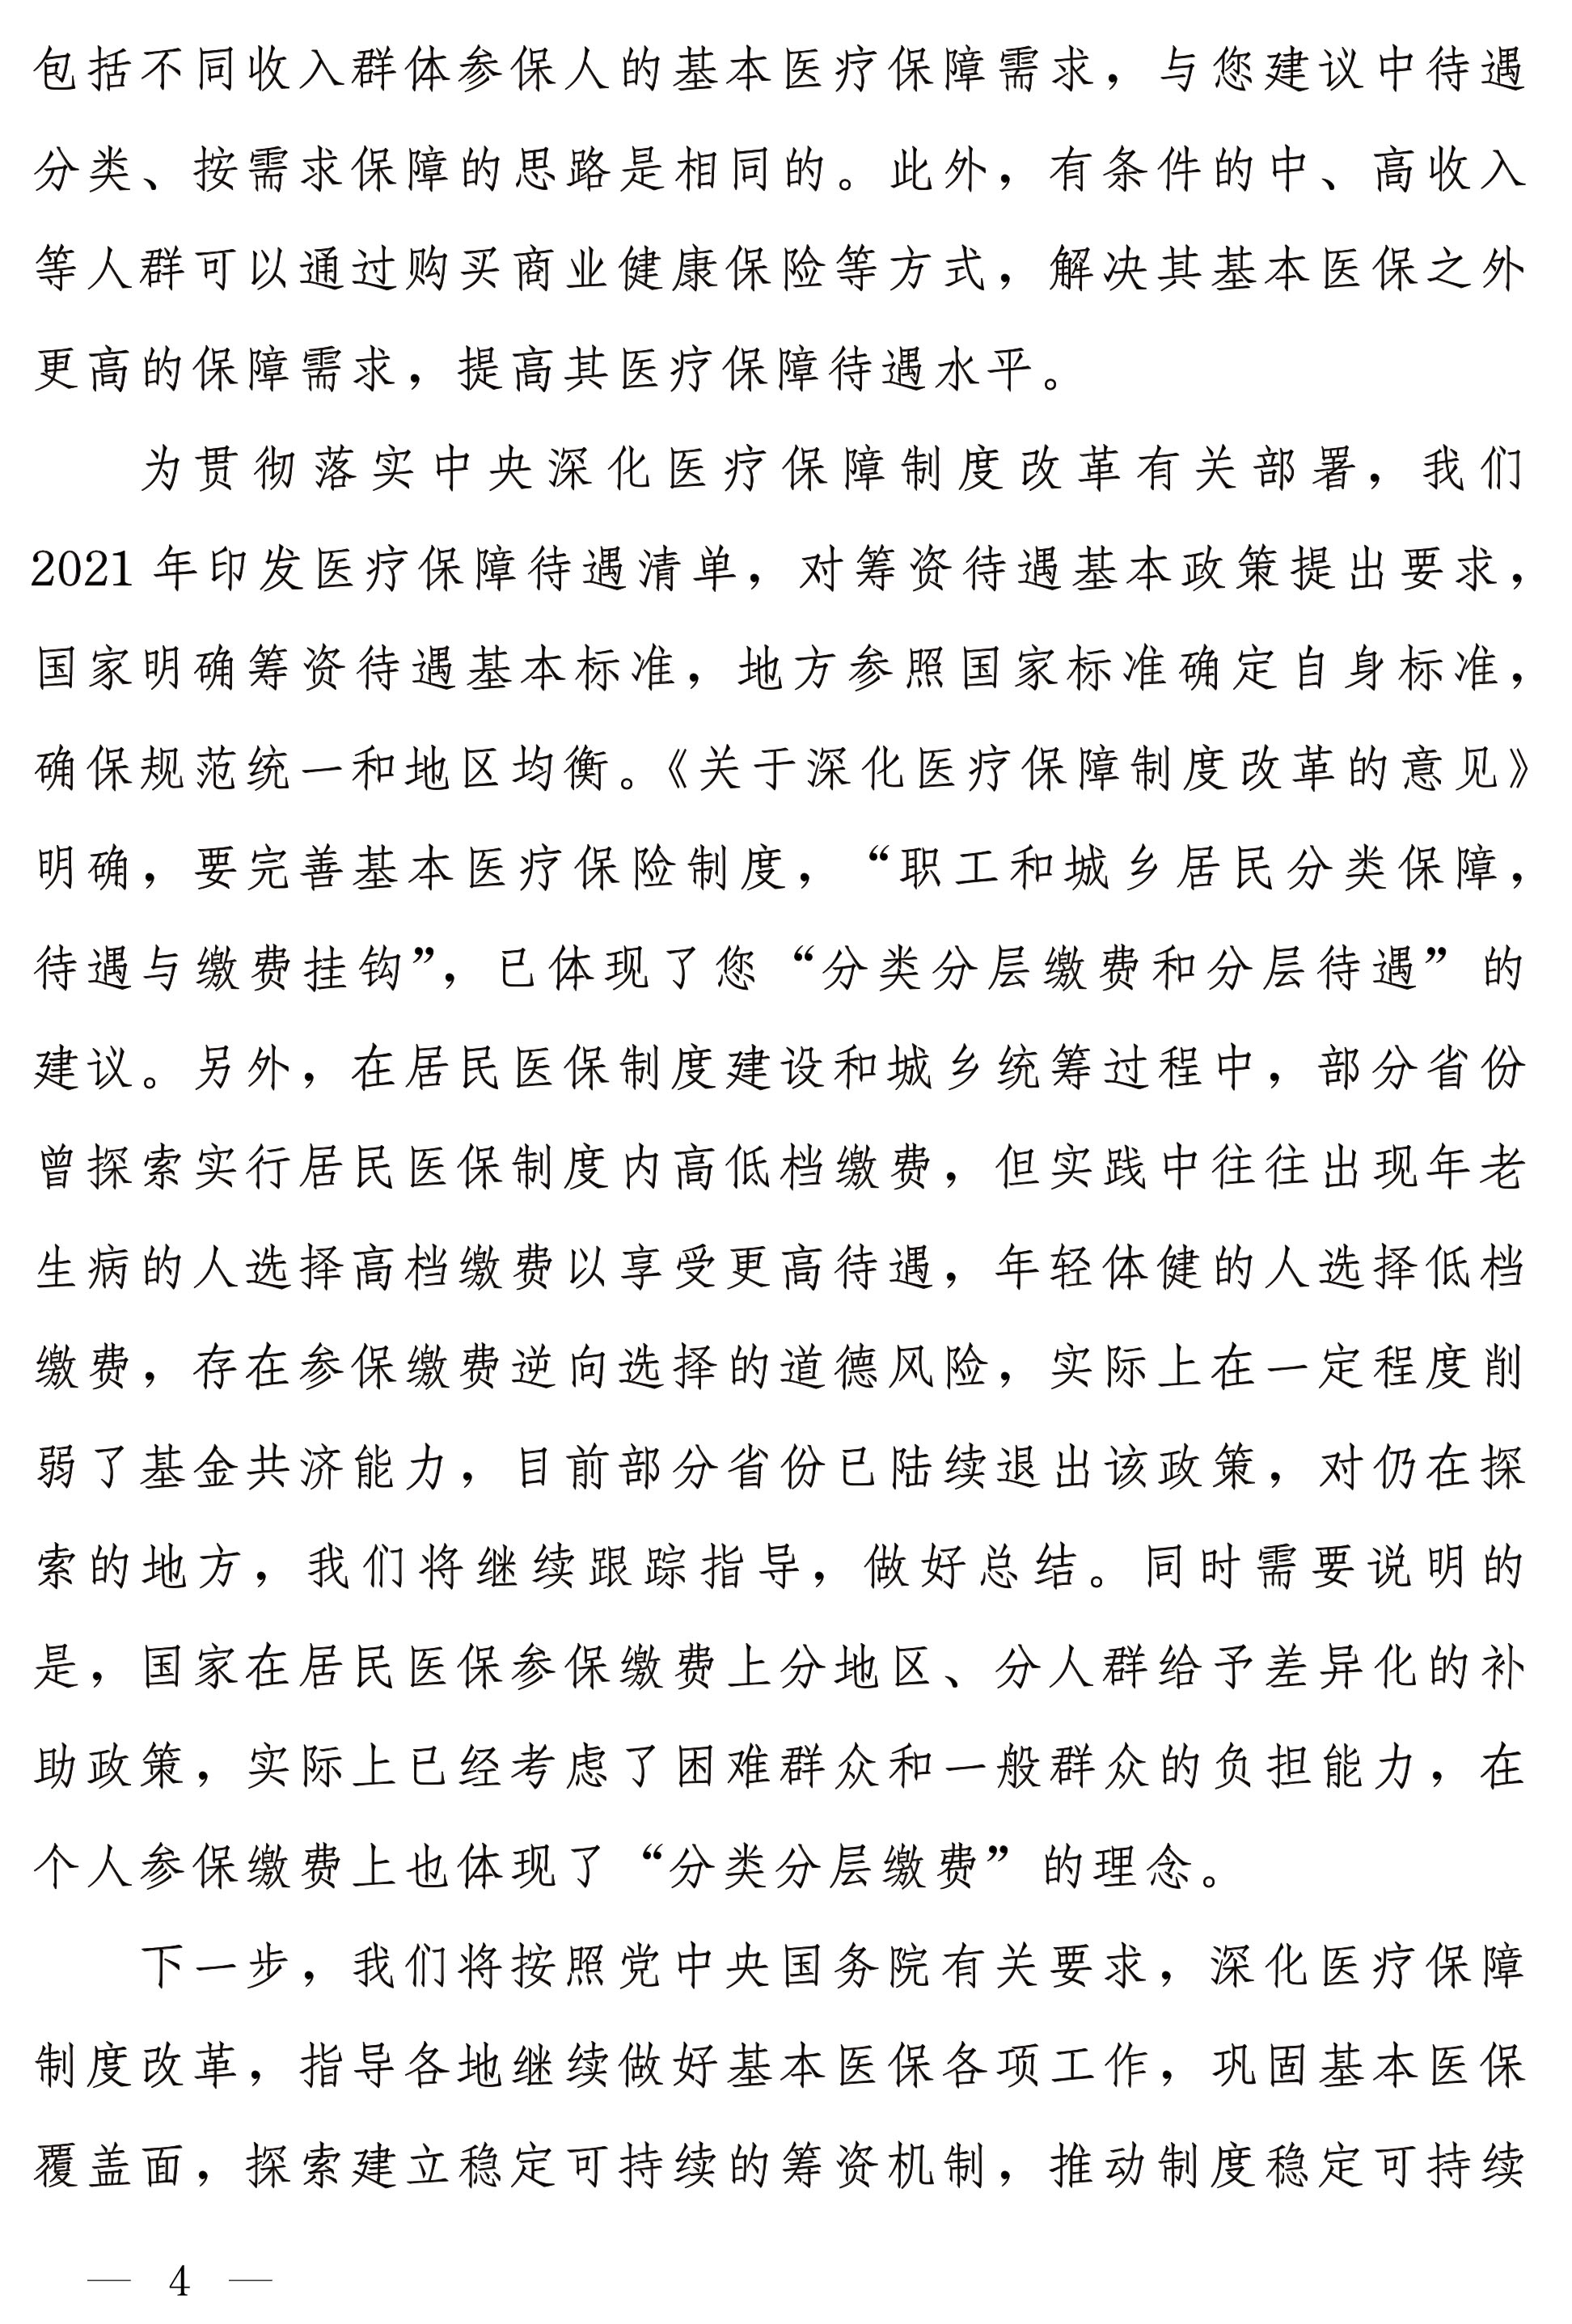 包括不同收入群体参保人的基本医疗保障需求，与您建议中待遇
分类、按需求保障的思路是相同的。此外，有条件的中、高收入
等人群可以通过购买商业健康保险等方式，解决其基本医保之外
更高的保障需求，提高其医疗保障待遇水平。
为贯彻落实中央深化医疗保障制度改革有关部署，我们
2021 年印发医疗保障待遇清单，对筹资待遇基本政策提出要求，
国家明确筹资待遇基本标准，地方参照国家标准确定自身标准，
确保规范统一和地区均衡。《关于深化医疗保障制度改革的意见》
明确，要完善基本医疗保险制度，“职工和城乡居民分类保障，
待遇与缴费挂钩”，已体现了您“分类分层缴费和分层待遇”的
建议。另外，在居民医保制度建设和城乡统筹过程中，部分省份
曾探索实行居民医保制度内高低档缴费，但实践中往往出现年老
生病的人选择高档缴费以享受更高待遇，年轻体健的人选择低档
缴费，存在参保缴费逆向选择的道德风险，实际上在一定程度削
弱了基金共济能力，目前部分省份已陆续退出该政策，对仍在探
索的地方，我们将继续跟踪指导，做好总结。同时需要说明的
是，国家在居民医保参保缴费上分地区、分人群给予差异化的补
助政策，实际上已经考虑了困难群众和一般群众的负担能力，在
个人参保缴费上也体现了“分类分层缴费”的理念。
下一步，我们将按照党中央国务院有关要求，深化医疗保障
制度改革，指导各地继续做好基本医保各项工作，巩固基本医保
覆盖面，探索建立稳定可持续的筹资机制，推动制度稳定可持续
— 4 —